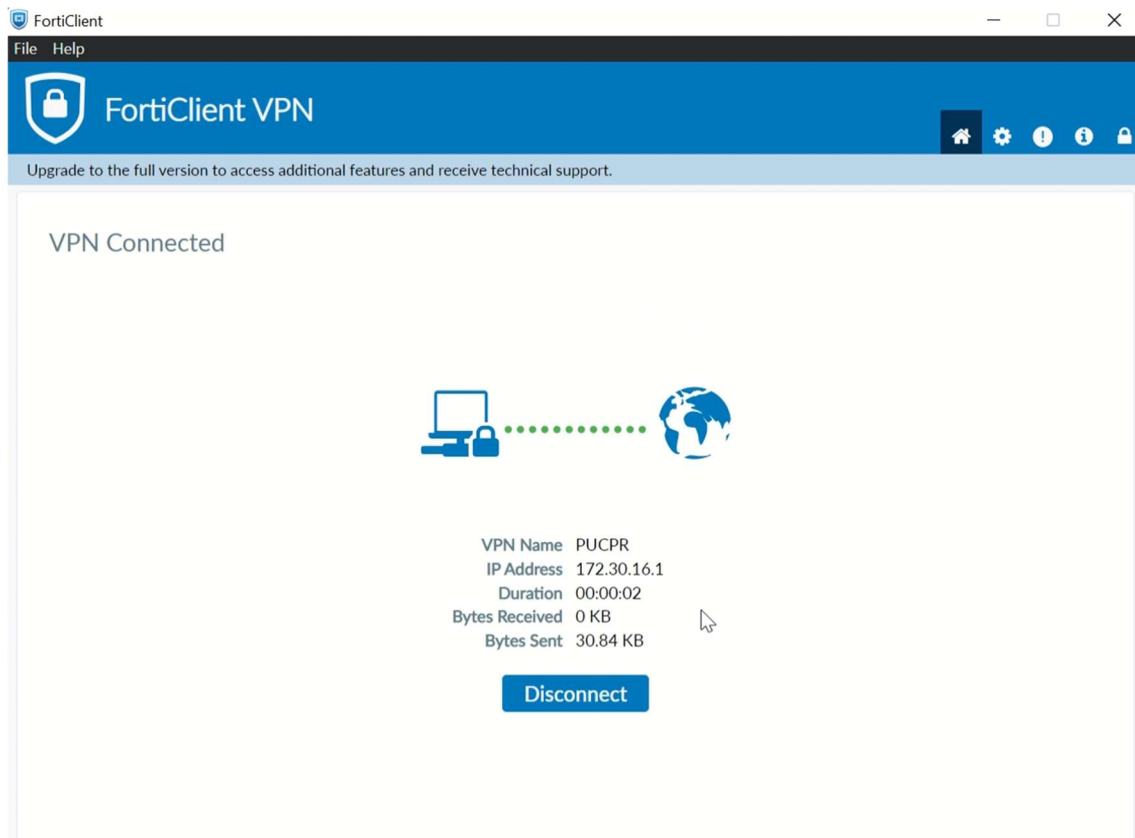 FortiClient
File Help
FortiClient VPN
Upgrade to the full version to access additional features and receive technical support.
VPN Connected
VPN Name PUCPR
IP Address 172.30.16.1
Duration 00:00:02
Bytes Received 0 KB
Bytes Sent 30.84 KB
Disconnect